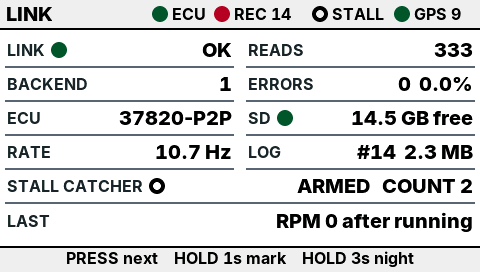 LINK ECU REC 14 STALL GPS 9
LINK OK READS 333
BACKEND 1 ERRORS 0 0.0%
ECU 37820-P2P SD 14.5 GB free
RATE 10.7 Hz LOG #14 2.3 MB
STALL CATCHER ARMED COUNT 2
LAST RPM 0 after running
PRESS next HOLD 1s mark HOLD 3s night